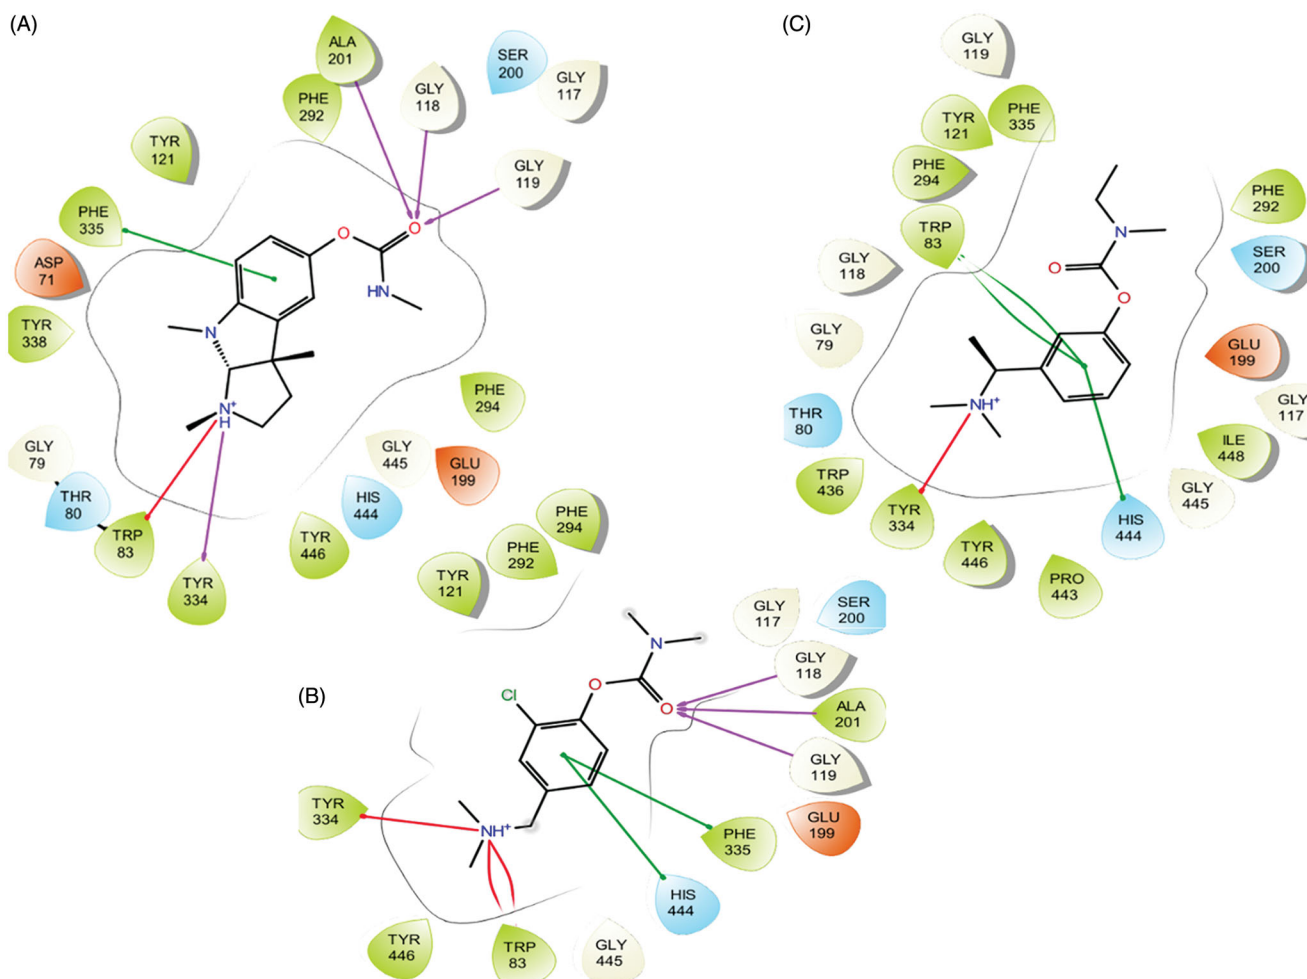 (A)
ALA
201
SER
200
GLY
117
PHE
292
GLY
118
TYR
121
GLY
119
PHE
335
O
O
HN
ASP
71
TYR
338
N
N+
H
PHE
294
GLY
79
THR
80
TRP
83
TYR
334
GLY
445
GLU
199
HIS
444
TYR
446
(C)
GLY
119
PHE
335
TYR
121
PHE
294
TRP
83
PHE
292
SER
200
N
O
O
GLY
118
GLY
79
GLU
199
GLY
117
THR
80
NH+
ILE
448
TRP
436
GLY
445
TYR
334
HIS
444
TYR
446
PRO
443
(B)
PHE
294
PHE
292
TYR
121
GLY
117
SER
200
N
GLY
118
O
Cl
O
ALA
201
GLY
119
TYR
334
NH+
PHE
335
GLU
199
HIS
444
TYR
446
TRP
83
GLY
445